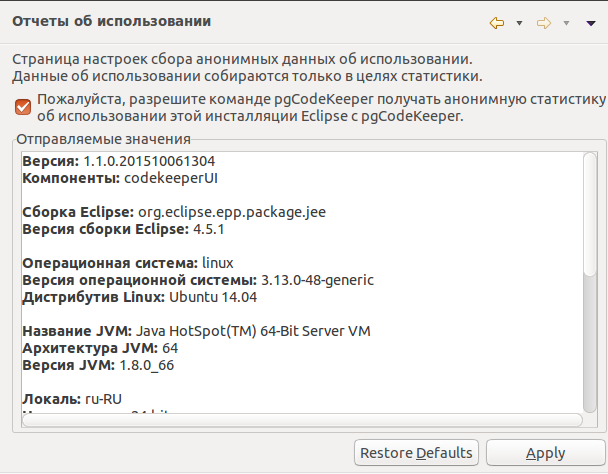 Отчеты об использовании
Страница настроек сбора анонимных данных об использовании.
Данные об использовании собираются только в целях статистики.
Пожалуйста, разрешите команде pgCodeKeeper получать анонимную статистику
об использовании этой инсталляции Eclipse с pgCodeKeeper.
Отправляемые значения
Версия: 1.1.0.201510061304
Компоненты: codekeeperUI
Сборка Eclipse: org.eclipse.epp.package.jee
Версия сборки Eclipse: 4.5.1
Операционная система: linux
Версия операционной системы: 3.13.0-48-generic
Дистрибутив Linux: Ubuntu 14.04
Название JVM: Java HotSpot(TM) 64-Bit Server VM
Архитектура JVM: 64
Версия JVM: 1.8.0_66
Локаль: ru-RU
Restore Defaults
Apply